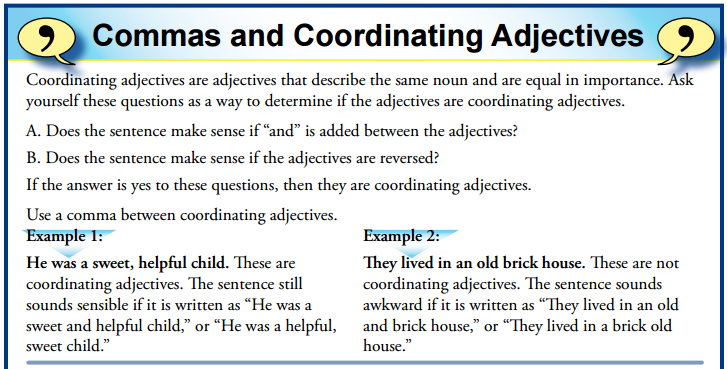 Commas and Coordinating Adjectives
Coordinating adjectives are adjectives that describe the same noun and are equal in importance. Ask
yourself these questions as a way to determine if the adjectives are coordinating adjectives.
A. Does the sentence make sense if “and” is added between the adjectives?
B. Does the sentence make sense if the adjectives are reversed?
If the answer is yes to these questions, then they are coordinating adjectives.
Use a comma between coordinating adjectives.
Example 1:
He was a sweet, helpful child. These are
coordinating adjectives. The sentence still
sounds sensible if it is written as “He was a
sweet and helpful child,” or “He was a helpful,
sweet child.”
Example 2:
They lived in an old brick house. These are not
coordinating adjectives. The sentence sounds
awkward if it is written as “They lived in an old
and brick house,” or “They lived in a brick old
house.”